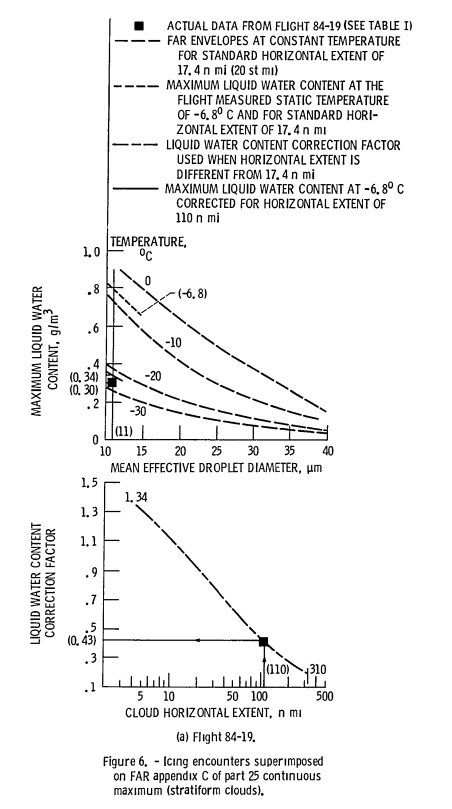 ACTUAL DATA FROM FLIGHT 84-19 (SEE TABLE I)
FAR ENVELOPES AT CONSTANT TEMPERATURE
FOR STANDARD HORIZONTAL EXTENT OF
17.4 n mi (20 st mi)
MAXIMUM LIQUID WATER CONTENT AT THE
FLIGHT MEASURED STATIC TEMPERATURE
OF -6.8⁰ C AND FOR STANDARD HORI-
ZONTAL EXTENT OF 17.4 n mi
LIQUID WATER CONTENT CORRECTION FACTOR
USED WHEN HORIZONTAL EXTENT IS
DIFFERENT FROM 17.4 n mi
MAXIMUM LIQUID WATER CONTENT AT -6.8⁰ C
CORRECTED FOR HORIZONTAL EXTENT OF
110 n mi
TEMPERATURE,
⁰C
1.0
.8
.6
.4
(0.34)
(0.30)
.2
0
0
(-6.8)
-10
-20
-30
(11)
MAXIMUM LIQUID WATER
CONTENT, g/m³
10 15 20 25 30 35 40
MEAN EFFECTIVE DROPLET DIAMETER, µm
1.5
1.3
1.1
.9
.7
.5
(0.43)
.3
.1
1.34
(110)
310
LIQUID WATER CONTENT
CORRECTION FACTOR
5 10 50 100 500
CLOUD HORIZONTAL EXTENT, n mi
(a) Flight 84-19.
Figure 6. - Icing encounters superimposed
on FAR appendix C of part 25 continuous
maximum (stratiform clouds).